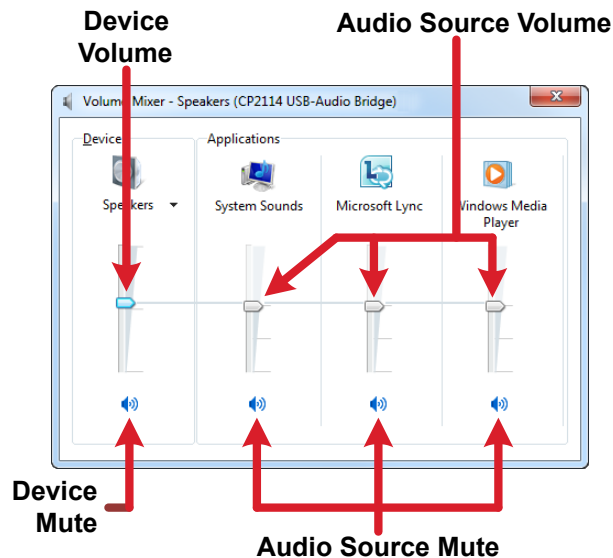 Device
Volume
Audio Source Volume
Volume Mixer - Speakers (CP2114 USB-Audio Bridge)
Device
Applications
Speakers
System Sounds
Microsoft Lync
Windows Media
Player
Device
Mute
Audio Source Mute